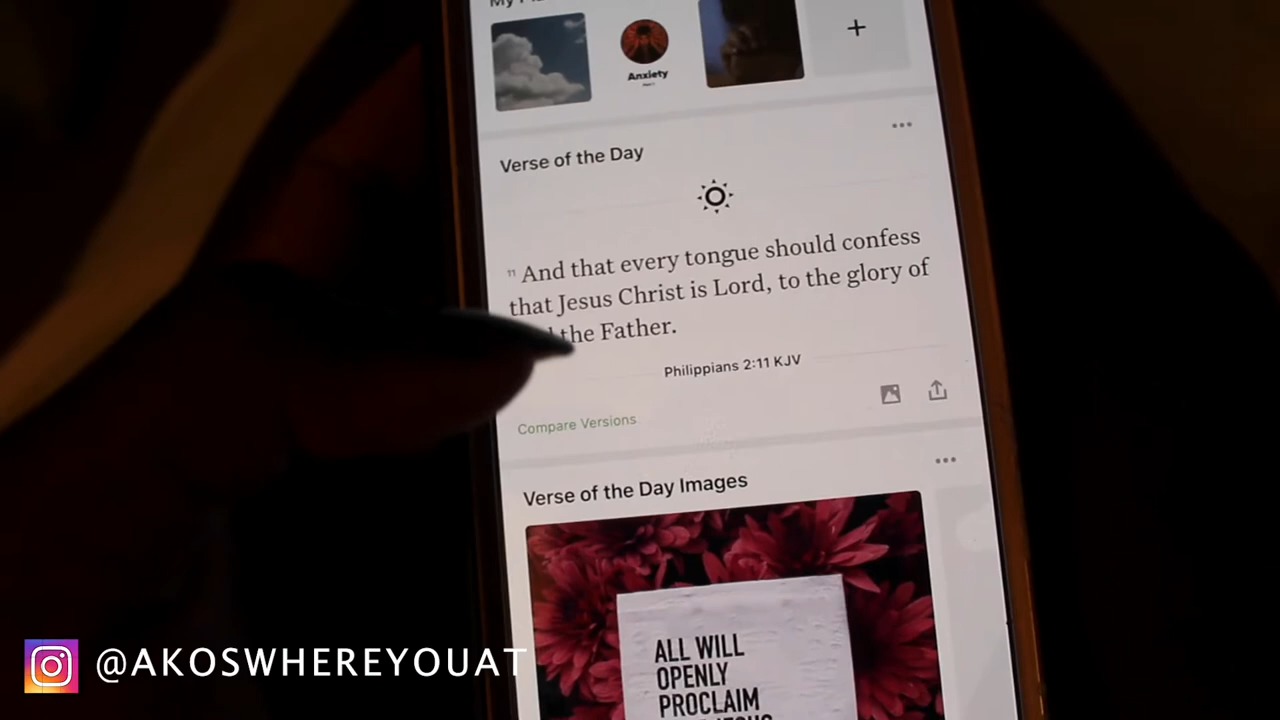 My
Anxiety
Verse of the Day
11 And that every tongue should confess
that Jesus Christ is Lord, to the glory of
the Father.
Philippians 2:11 KJV
Compare Versions
Verse of the Day Images
ALL WILL
OPENLY
PROCLAIM
@AKOSWHEREYOUAT